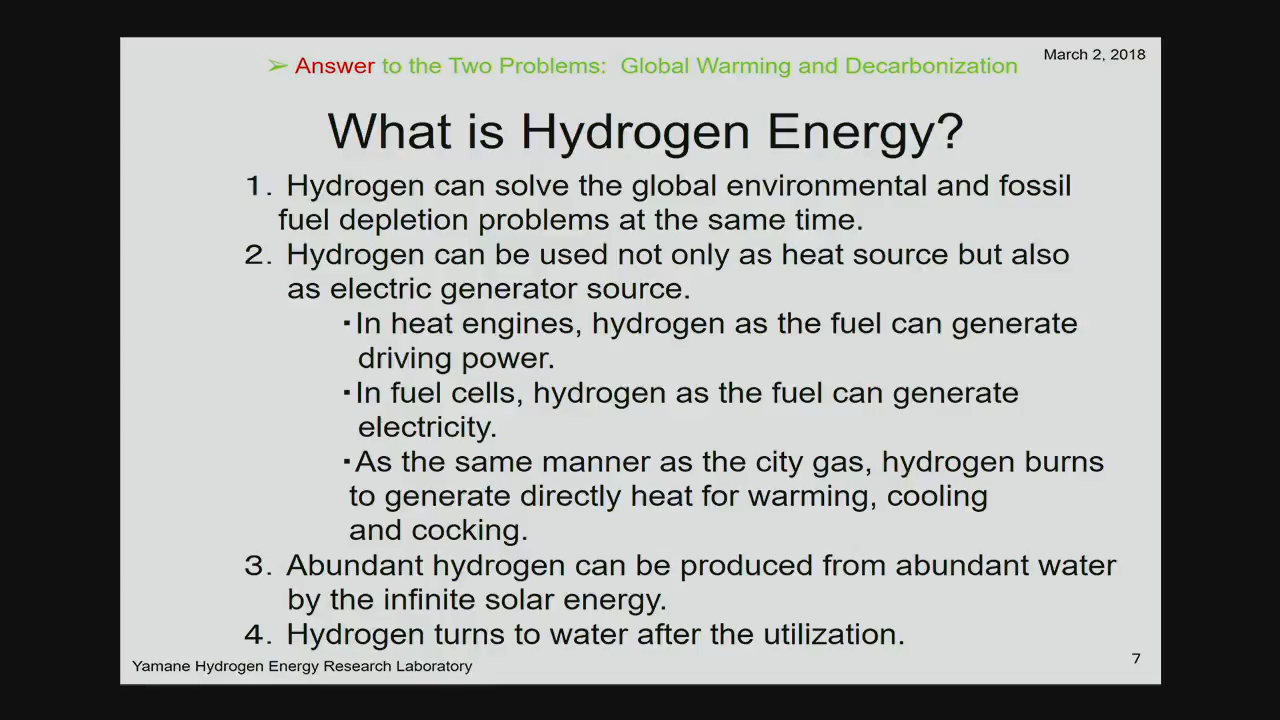 March 2, 2018
➢ Answer to the Two Problems: Global Warming and Decarbonization
What is Hydrogen Energy?
1. Hydrogen can solve the global environmental and fossil
fuel depletion problems at the same time.
2. Hydrogen can be used not only as heat source but also
as electric generator source.
・In heat engines, hydrogen as the fuel can generate
driving power.
・In fuel cells, hydrogen as the fuel can generate
electricity.
・As the same manner as the city gas, hydrogen burns
to generate directly heat for warming, cooling
and cocking.
3. Abundant hydrogen can be produced from abundant water
by the infinite solar energy.
4. Hydrogen turns to water after the utilization.
Yamane Hydrogen Energy Research Laboratory
7